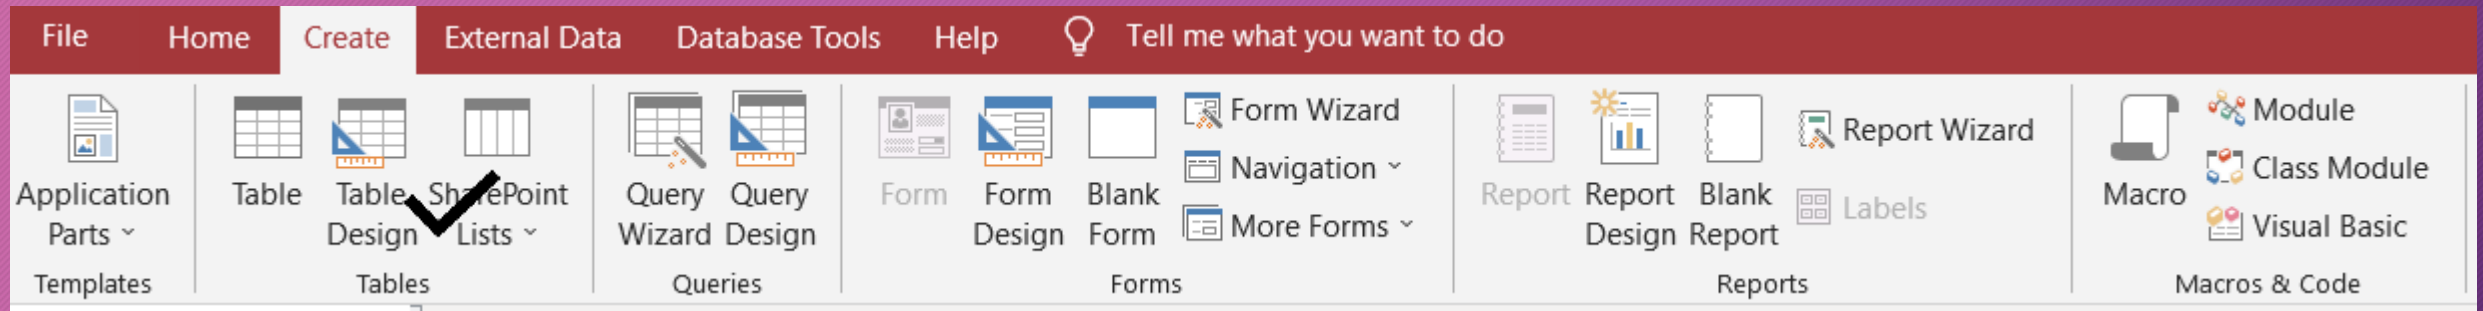 File Home Create External Data Database Tools Help Tell me what you want to do
Application Parts
Templates
Table
Table Design
SharePoint Lists
Tables
Query Wizard
Query Design
Queries
Form
Form Design
Blank Form
Form Wizard
Navigation
More Forms
Forms
Report
Report Design
Blank Report
Report Wizard
Labels
Reports
Macro
Module
Class Module
Visual Basic
Macros & Code